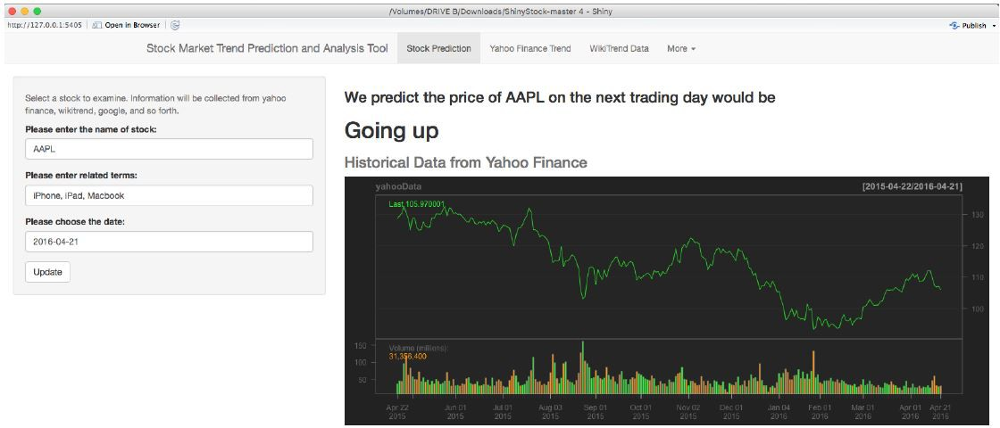 /Volumes/DRIVE B/Downloads/ShinyStock-master 4 - Shiny
http://127.0.0.1:5405 Open in Browser Publish
Stock Market Trend Prediction and Analysis Tool Stock Prediction Yahoo Finance Trend WikiTrend Data More
Select a stock to examine. Information will be collected from yahoo
finance, wikitrend, google, and so forth.
Please enter the name of stock:
AAPL
Please enter related terms:
iPhone, iPad, Macbook
Please choose the date:
2016-04-21
Update
We predict the price of AAPL on the next trading day would be
Going up
Historical Data from Yahoo Finance
yahooData [2015-04-22/2016-04-21]
Last 105.970001
130
120
110
100
Volume (millions):
31,356,400
150
100
50
Apr 22 Jun 01 Jul 01 Aug 03 Sep 01 Oct 01 Nov 02 Dec 01 Jan 04 Feb 01 Mar 01 Apr 01 Apr 21
2015 2015 2015 2015 2015 2015 2015 2015 2016 2016 2016 2016 2016